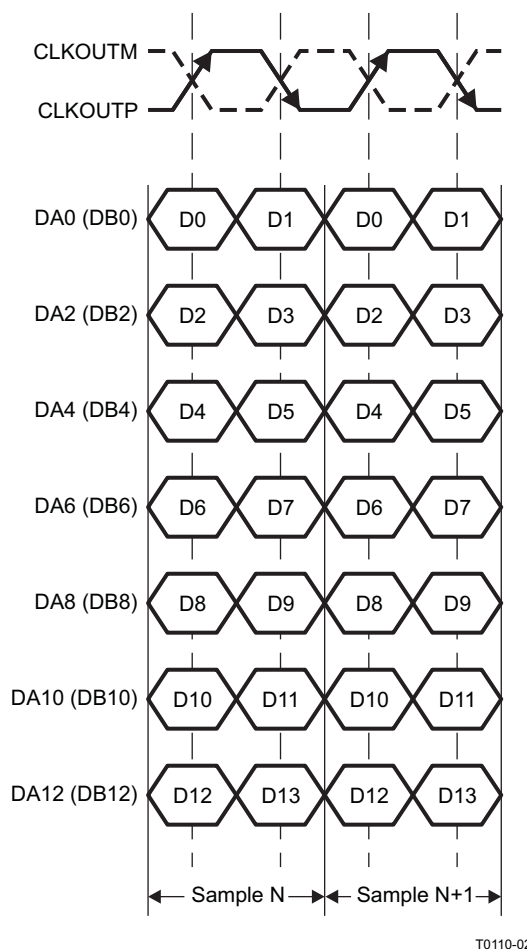 CLKOUTM
CLKOUTP
DA0 (DB0) D0 D1 D0 D1
DA2 (DB2) D2 D3 D2 D3
DA4 (DB4) D4 D5 D4 D5
DA6 (DB6) D6 D7 D6 D7
DA8 (DB8) D8 D9 D8 D9
DA10 (DB10) D10 D11 D10 D11
DA12 (DB12) D12 D13 D12 D13
Sample N Sample N+1
T0110-02